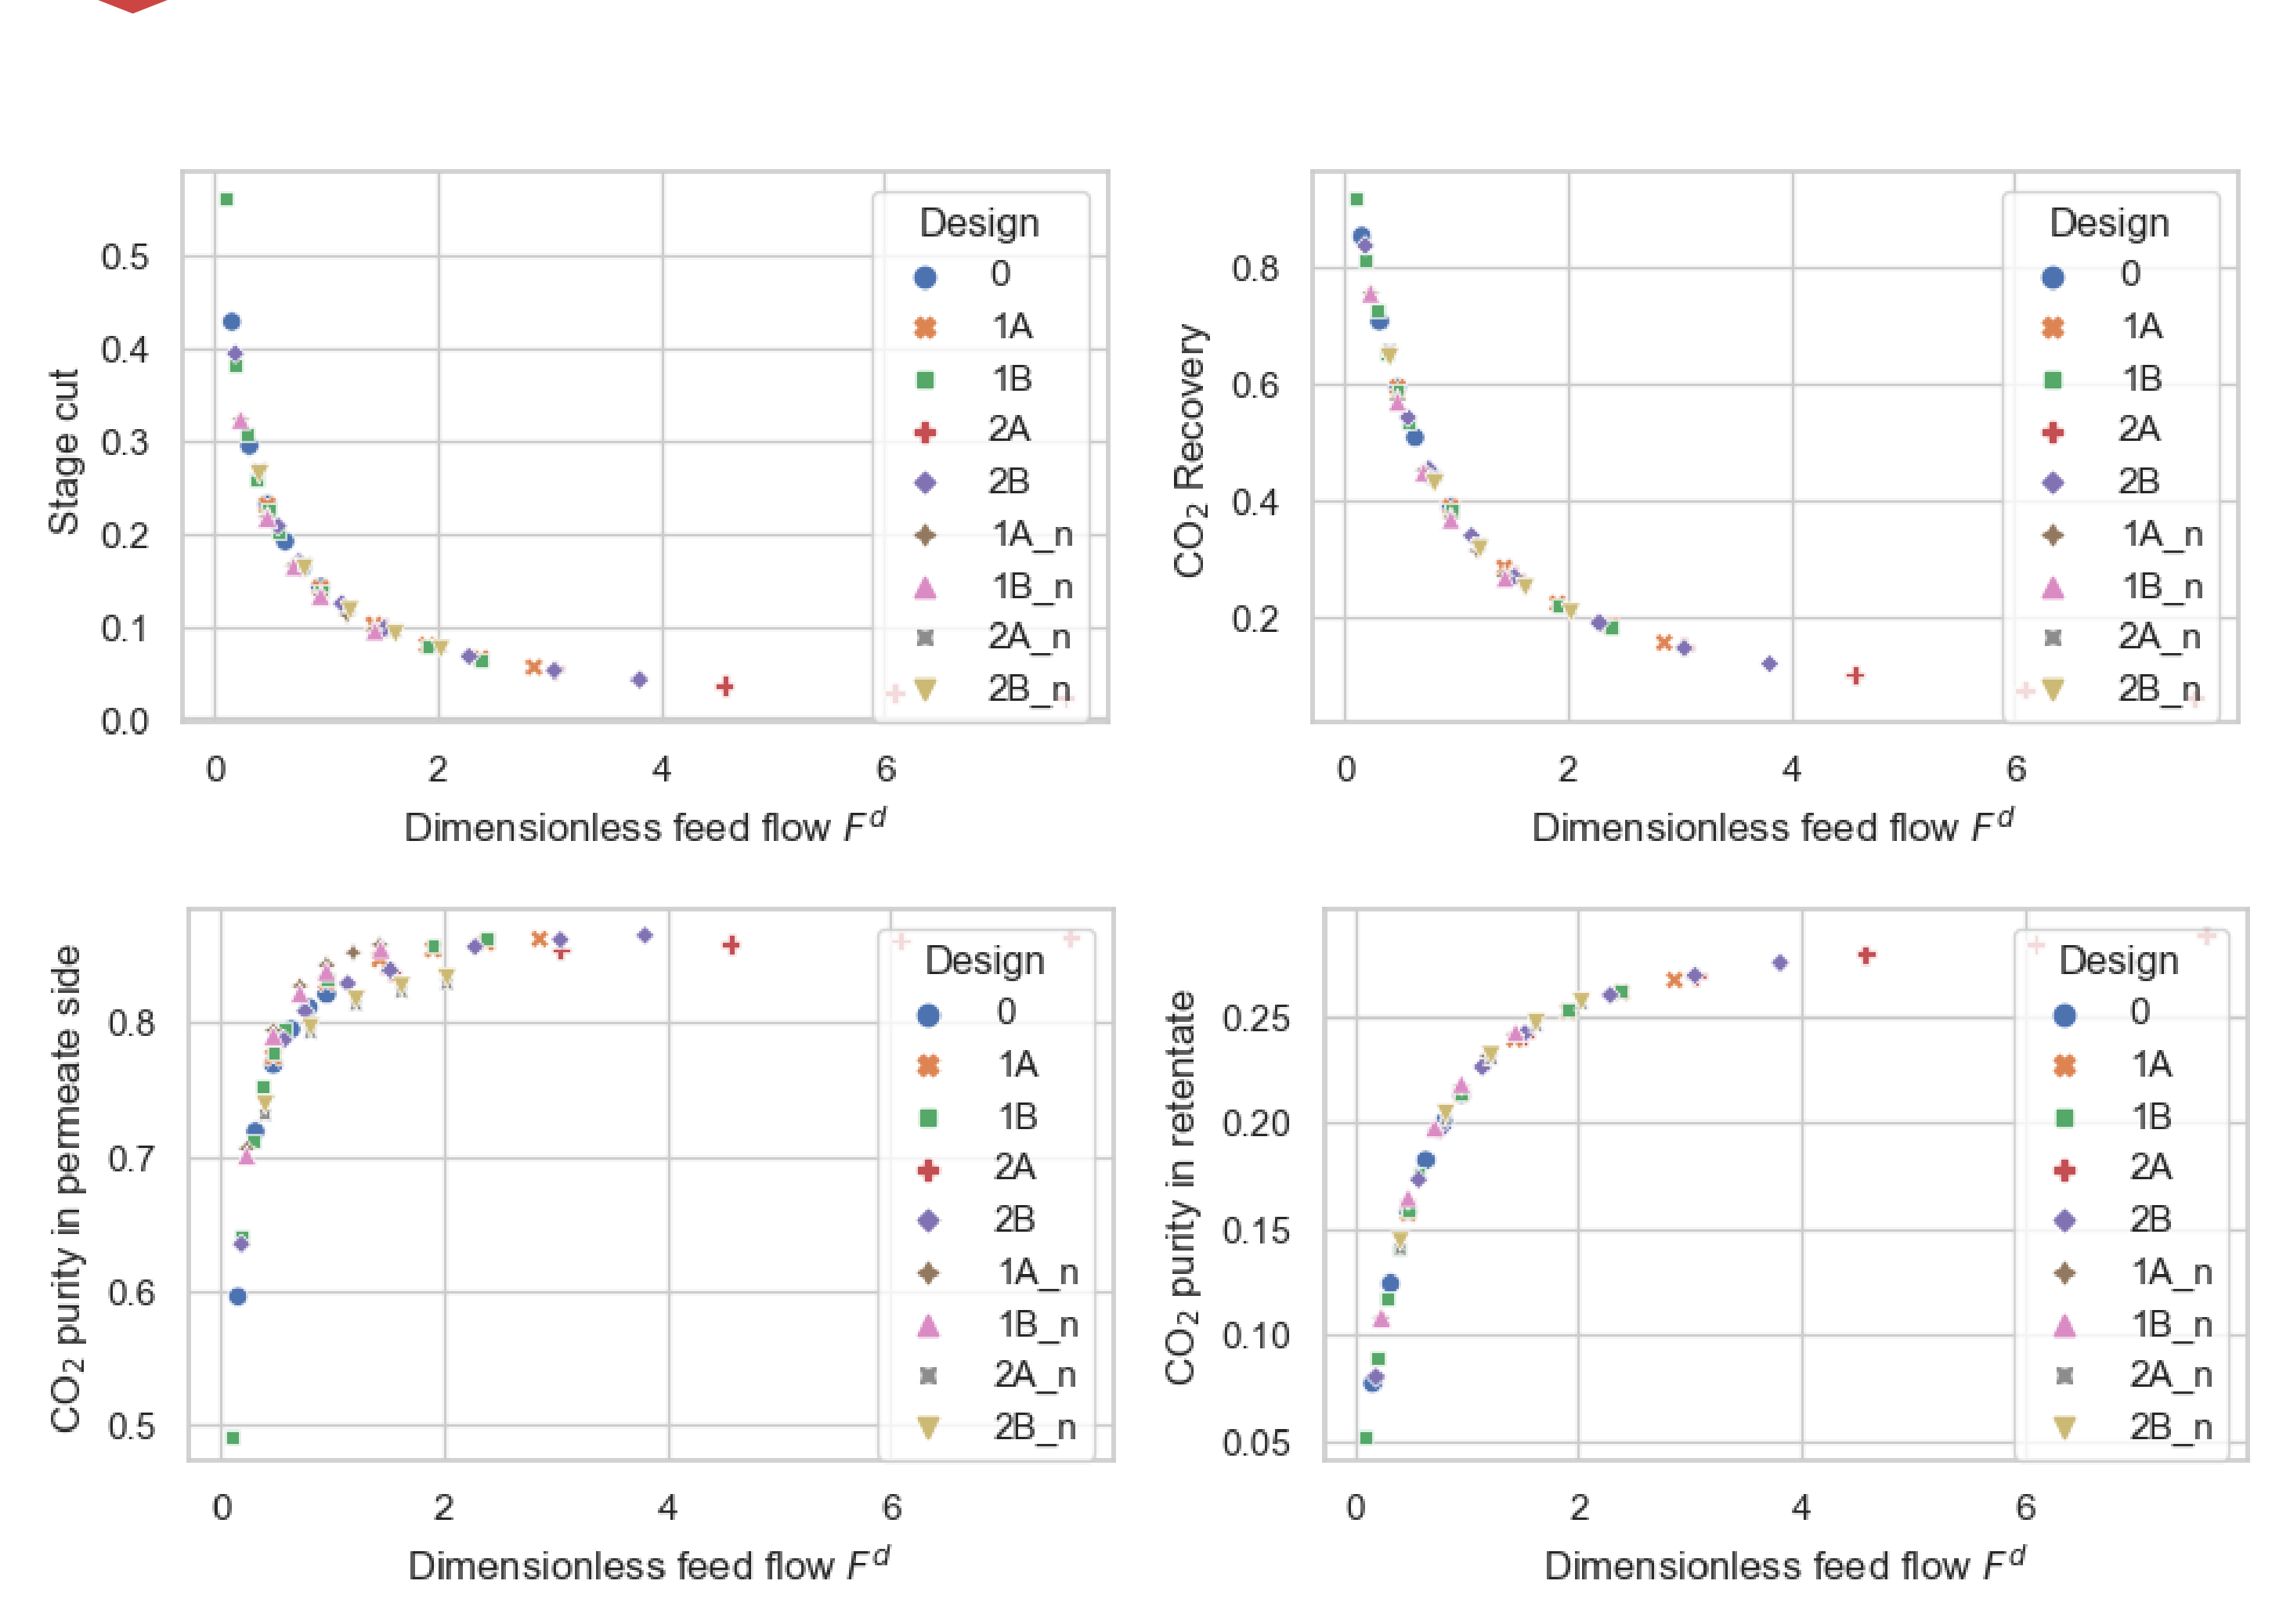 Stage cut
0.5
0.4
0.3
0.2
0.1
0.0
Design
0
1A
1B
2A
2B
1A_n
1B_n
2A_n
2B_n
0 2 4 6
Dimensionless feed flow F^d
CO₂ Recovery
0.8
0.6
0.4
0.2
Design
0
1A
1B
2A
2B
1A_n
1B_n
2A_n
2B_n
0 2 4 6
Dimensionless feed flow F^d
CO₂ purity in permeate side
0.8
0.7
0.6
0.5
Design
0
1A
1B
2A
2B
1A_n
1B_n
2A_n
2B_n
0 2 4 6
Dimensionless feed flow F^d
CO₂ purity in retentate
0.25
0.20
0.15
0.10
0.05
Design
0
1A
1B
2A
2B
1A_n
1B_n
2A_n
2B_n
0 2 4 6
Dimensionless feed flow F^d